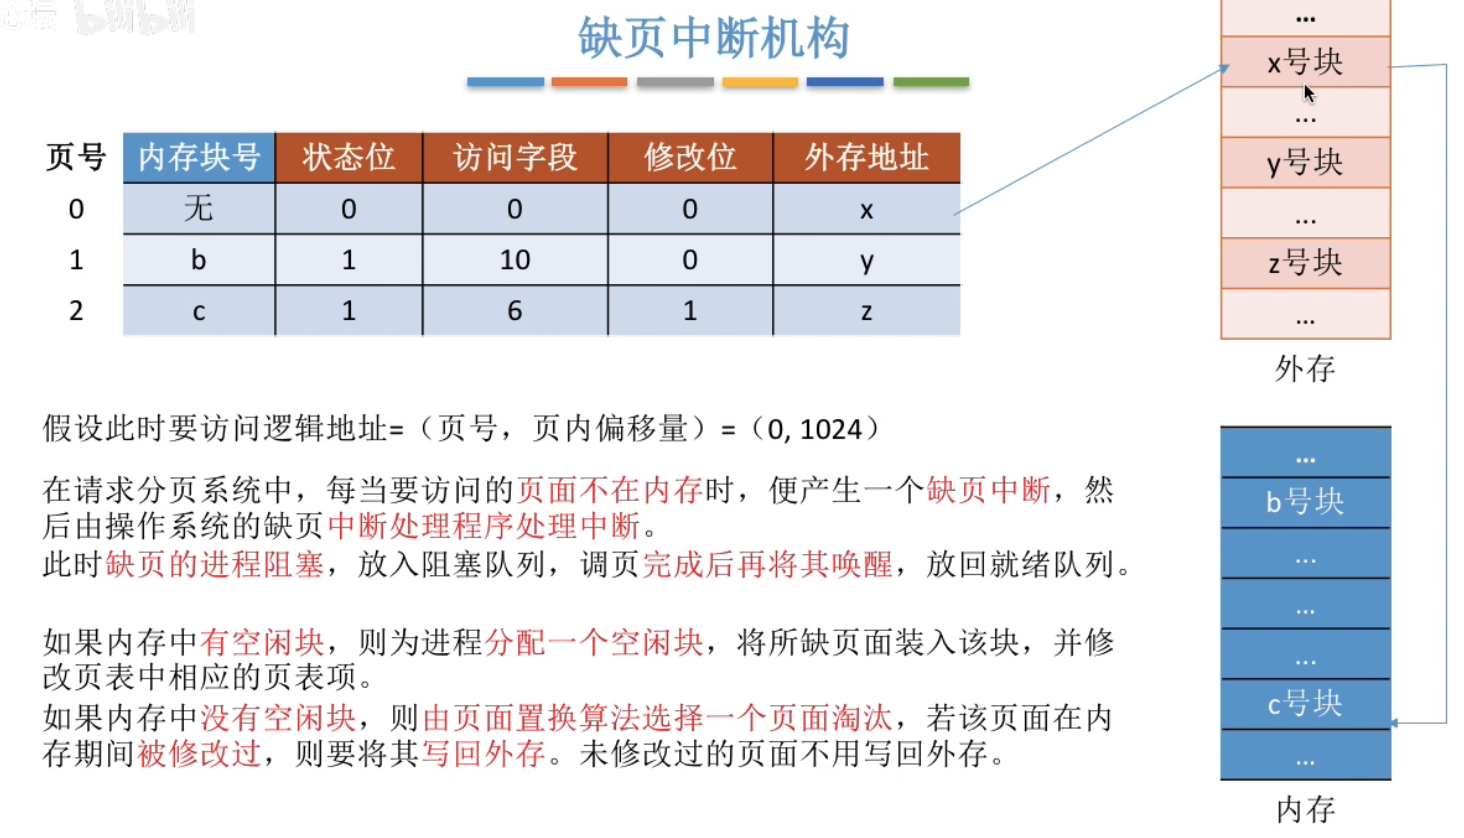 bilibili
缺页中断机构
页号 内存块号 状态位 访问字段 修改位 外存地址
0 无 0 0 0 x
1 b 1 10 0 y
2 c 1 6 1 z
假设此时要访问逻辑地址=（页号，页内偏移量）=（0, 1024）
在请求分页系统中，每当要访问的页面不在内存时，便产生一个缺页中断，然
后由操作系统的缺页中断处理程序处理中断。
此时缺页的进程阻塞，放入阻塞队列，调页完成后再将其唤醒，放回就绪队列。
如果内存中有空闲块，则为进程分配一个空闲块，将所缺页面装入该块，并修
改页表中相应的页表项。
如果内存中没有空闲块，则由页面置换算法选择一个页面淘汰，若该页面在内
存期间被修改过，则要将其写回外存。未修改过的页面不用写回外存。
...
x号块
...
y号块
...
z号块
...
外存
...
b号块
...
...
...
c号块
...
内存